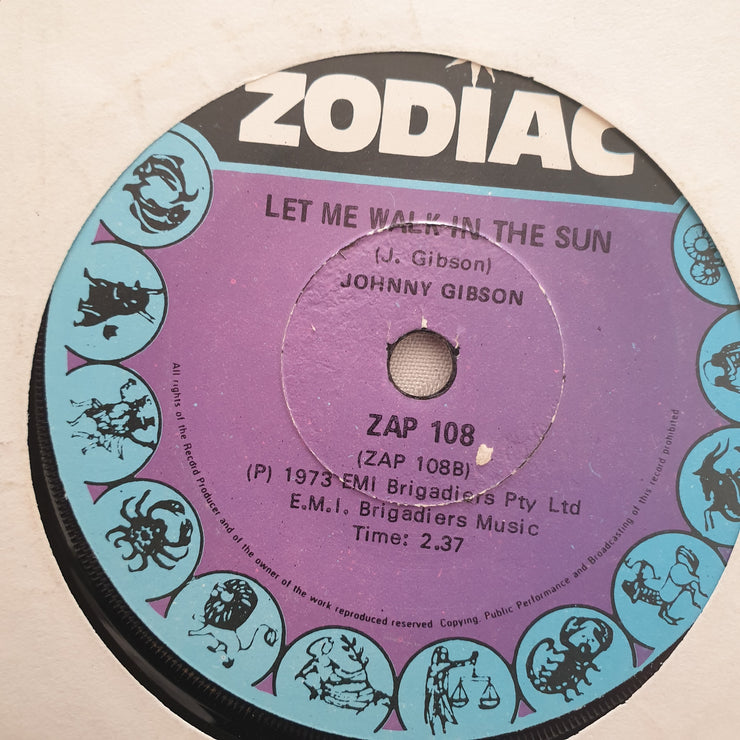 ZODIAC
LET ME WALK IN THE SUN
(J. Gibson)
JOHNNY GIBSON
ZAP 108
(ZAP 108B)
(P) 1973 EMI Brigadiers Pty Ltd
E.M.I. Brigadiers Music
Time: 2.37
All rights of the Record Producer and of the owner of the work reproduced reserved Copying, Public Performance and Broadcasting of this record prohibited